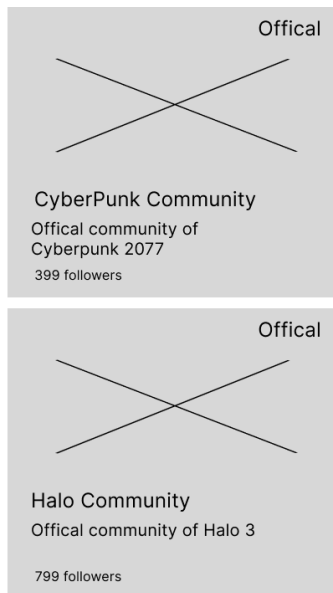 Offical
CyberPunk Community
Offical community of
Cyberpunk 2077
399 followers
Offical
Halo Community
Offical community of Halo 3
799 followers